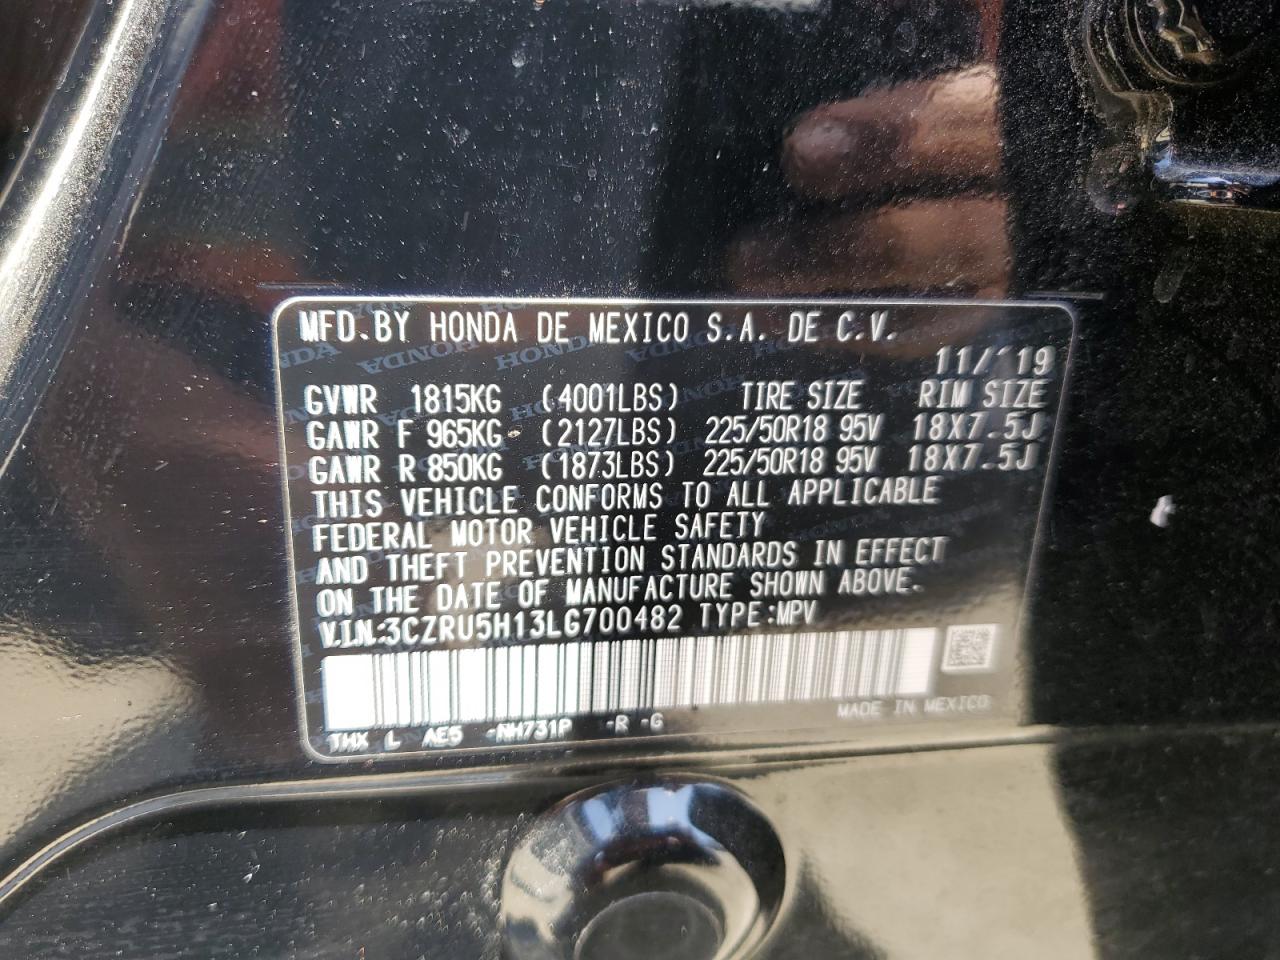 MFD.BY HONDA DE MEXICO S.A. DE C.V.
11/'19
GVWR 1815KG (4001LBS) TIRE SIZE RIM SIZE
GAWR F 965KG (2127LBS) 225/50R18 95V 18X7.5J
GAWR R 850KG (1873LBS) 225/50R18 95V 18X7.5J
THIS VEHICLE CONFORMS TO ALL APPLICABLE
FEDERAL MOTOR VEHICLE SAFETY
AND THEFT PREVENTION STANDARDS IN EFFECT
ON THE DATE OF MANUFACTURE SHOWN ABOVE.
V.I.N.:3CZRU5H13LG700482 TYPE:MPV
MADE IN MEXICO
THX L AE5 -NH731P -R -G